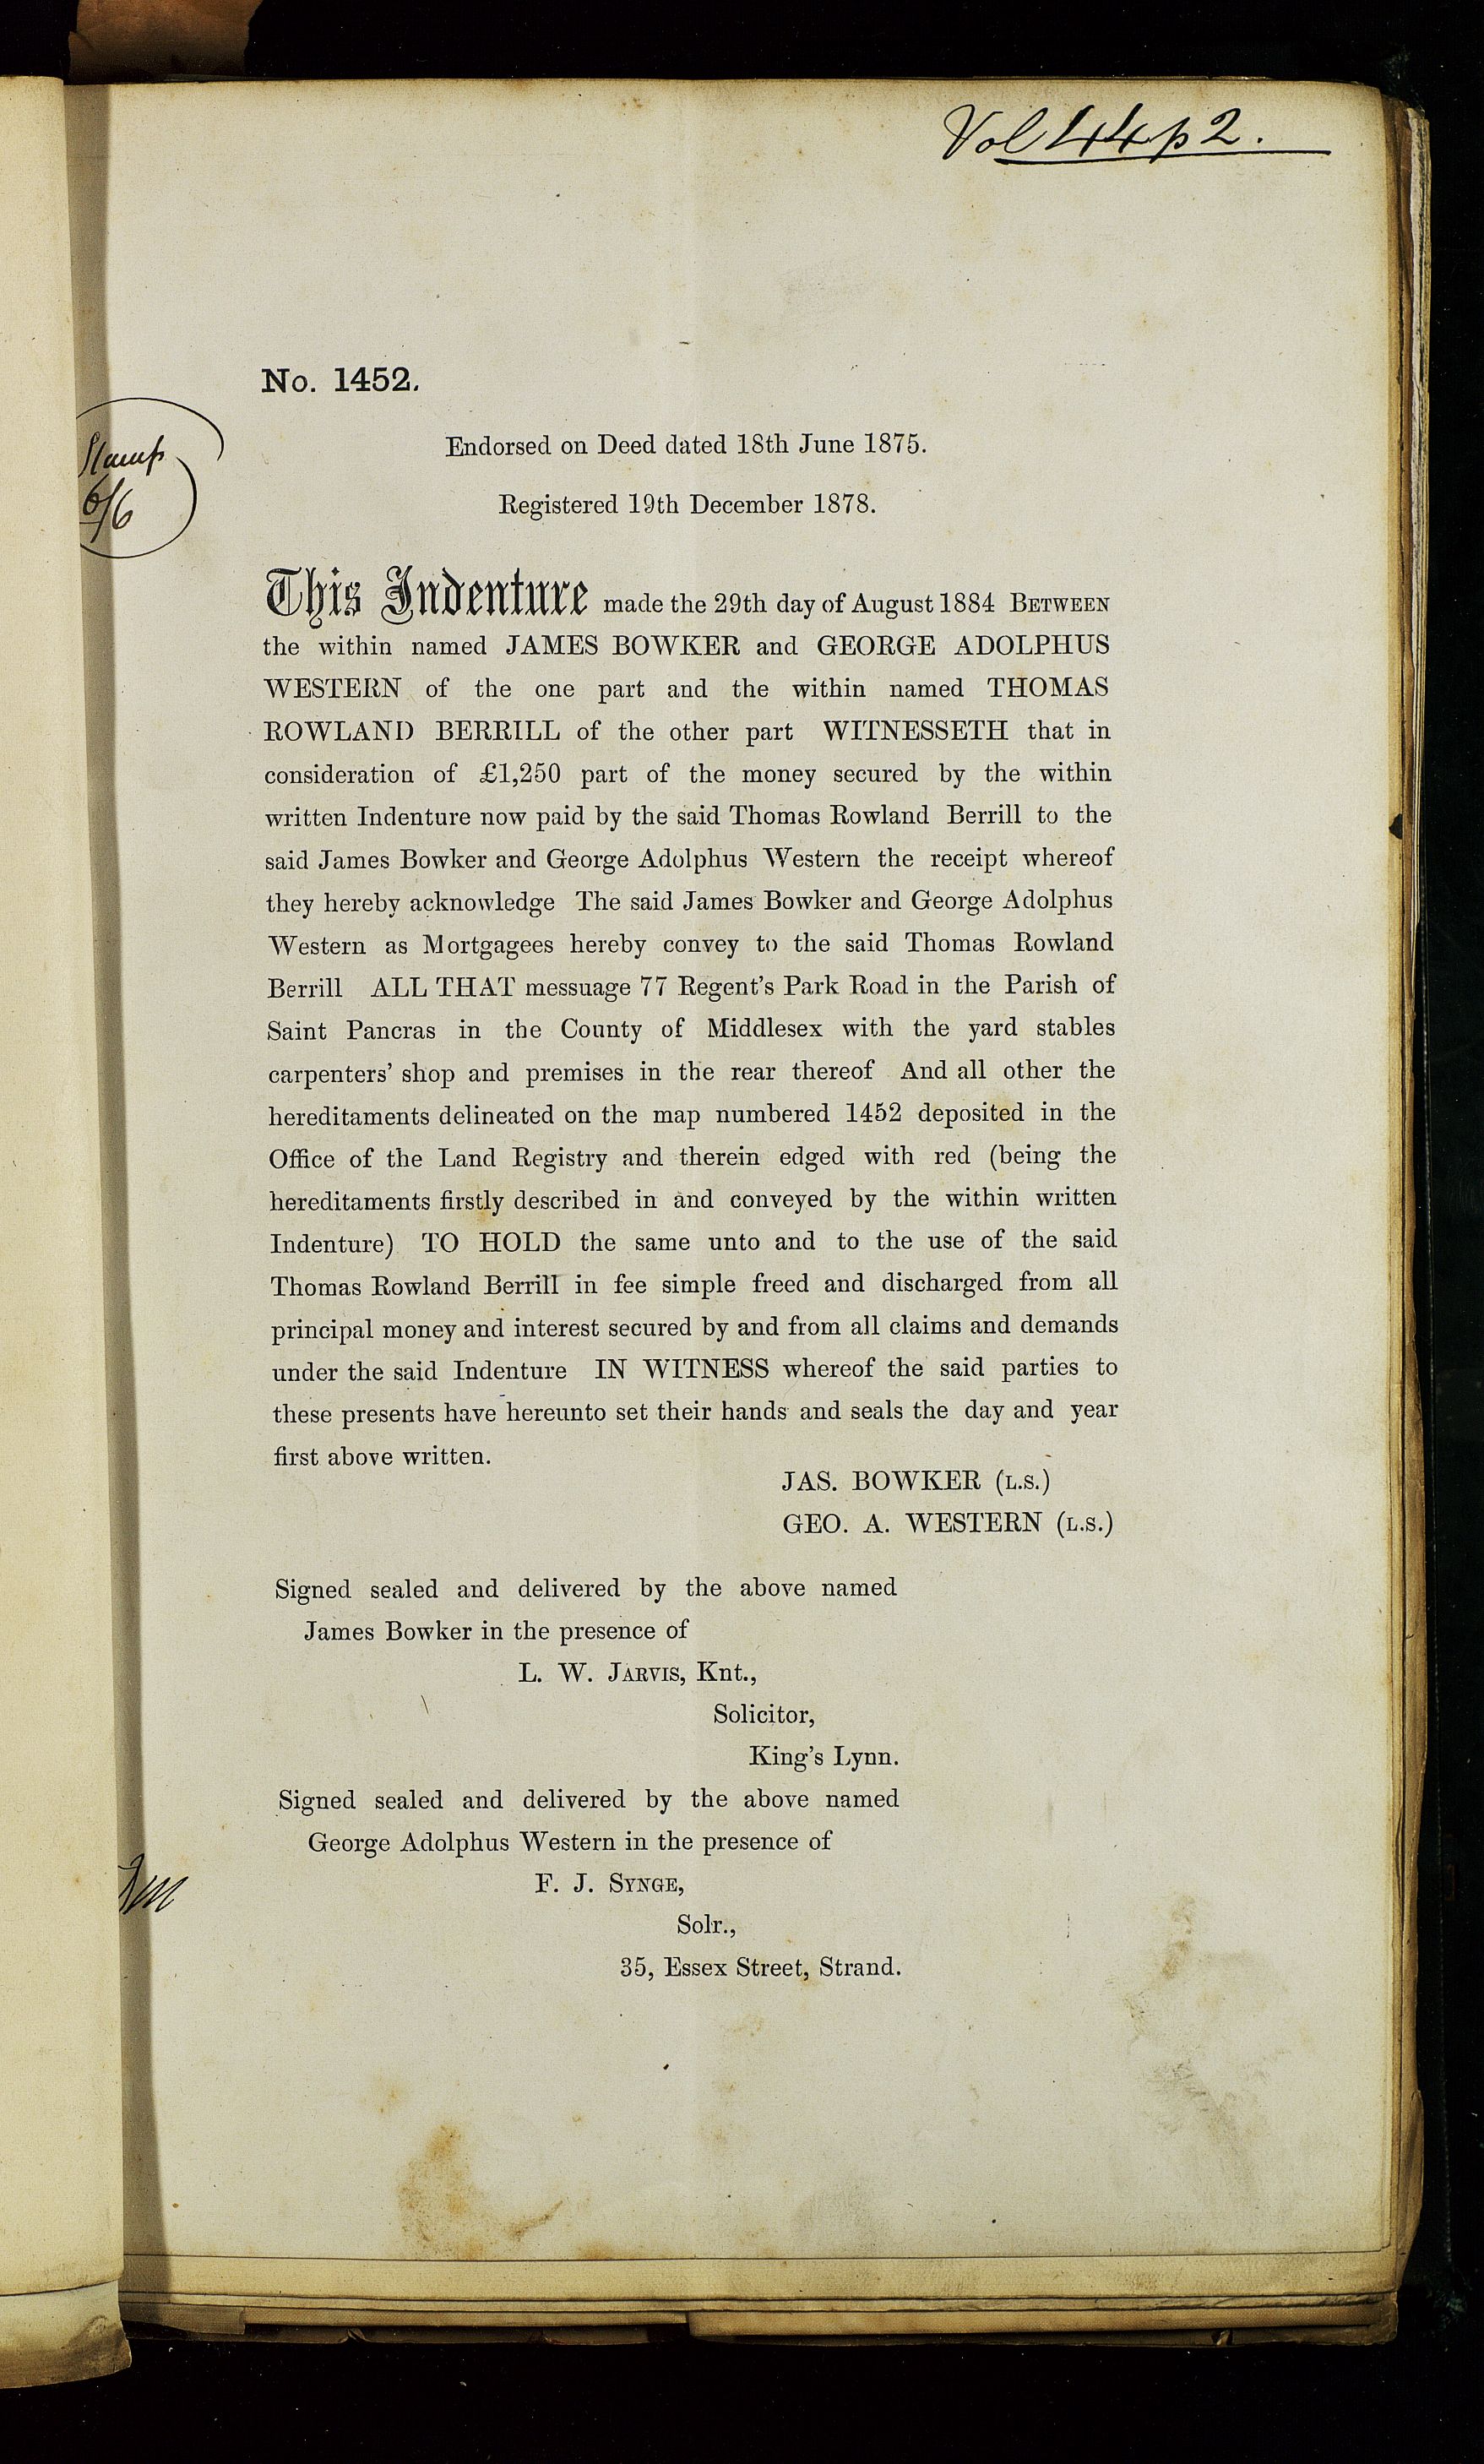 Vol 44 p 2.
No. 1452.
Stamp
6/6
Endorsed on Deed dated 18th June 1875.
Registered 19th December 1878.
This Indenture made the 29th day of August 1884 BETWEEN
the within named JAMES BOWKER and GEORGE ADOLPHUS
WESTERN of the one part and the within named THOMAS
ROWLAND BERRILL of the other part WITNESSETH that in
consideration of £1,250 part of the money secured by the within
written Indenture now paid by the said Thomas Rowland Berrill to the
said James Bowker and George Adolphus Western the receipt whereof
they hereby acknowledge The said James Bowker and George Adolphus
Western as Mortgagees hereby convey to the said Thomas Rowland
Berrill ALL THAT messuage 77 Regent's Park Road in the Parish of
Saint Pancras in the County of Middlesex with the yard stables
carpenters' shop and premises in the rear thereof And all other the
hereditaments delineated on the map numbered 1452 deposited in the
Office of the Land Registry and therein edged with red (being the
hereditaments firstly described in and conveyed by the within written
Indenture) TO HOLD the same unto and to the use of the said
Thomas Rowland Berrill in fee simple freed and discharged from all
principal money and interest secured by and from all claims and demands
under the said Indenture IN WITNESS whereof the said parties to
these presents have hereunto set their hands and seals the day and year
first above written.
JAS. BOWKER (L.S.)
GEO. A. WESTERN (L.S.)
Signed sealed and delivered by the above named
James Bowker in the presence of
L. W. JARVIS, Knt.,
Solicitor,
King's Lynn.
Signed sealed and delivered by the above named
George Adolphus Western in the presence of
F. J. SYNGE,
Solr.,
35, Essex Street, Strand.